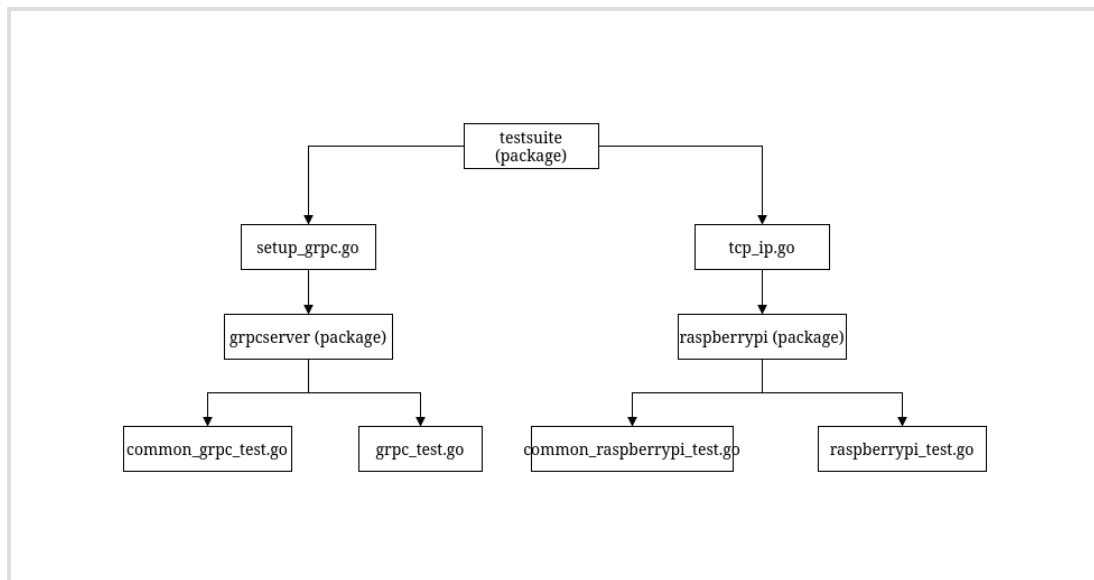 testsuite
(package)
setup_grpc.go
tcp_ip.go
grpcserver (package)
raspberrypi (package)
common_grpc_test.go
grpc_test.go
common_raspberrypi_test.go
raspberrypi_test.go